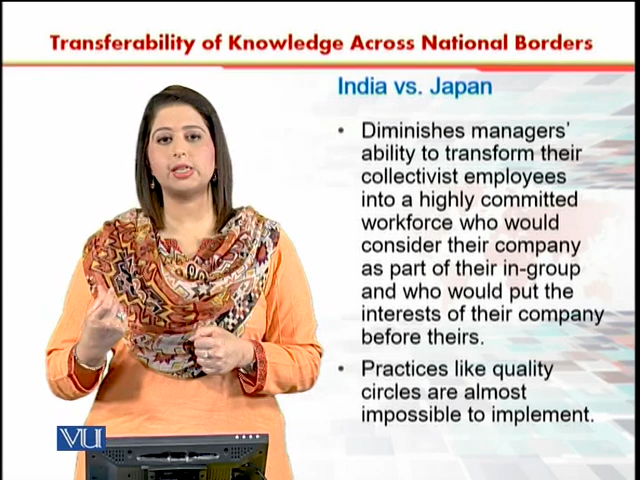 Transferability of Knowledge Across National Borders
India vs. Japan
• Diminishes managers’
ability to transform their
collectivist employees
into a highly committed
workforce who would
consider their company
as part of their in-group
and who would put the
interests of their company
before theirs.
• Practices like quality
circles are almost
impossible to implement.
VU